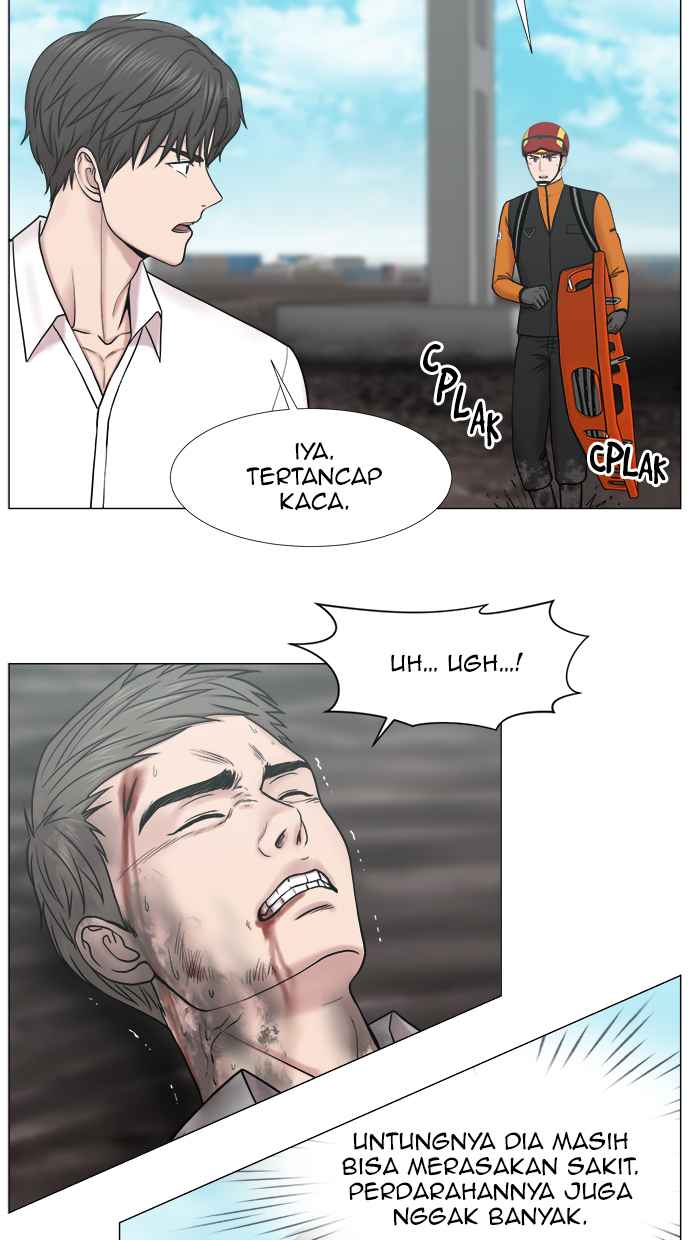 CPLAK
CPLAK
IYA.
TERTANCAP
KACA.
UH... UGH...!
UNTUNGNYA DIA MASIH
BISA MERASAKAN SAKIT.
PERDARAHANNYA JUGA
NGGAK BANYAK.